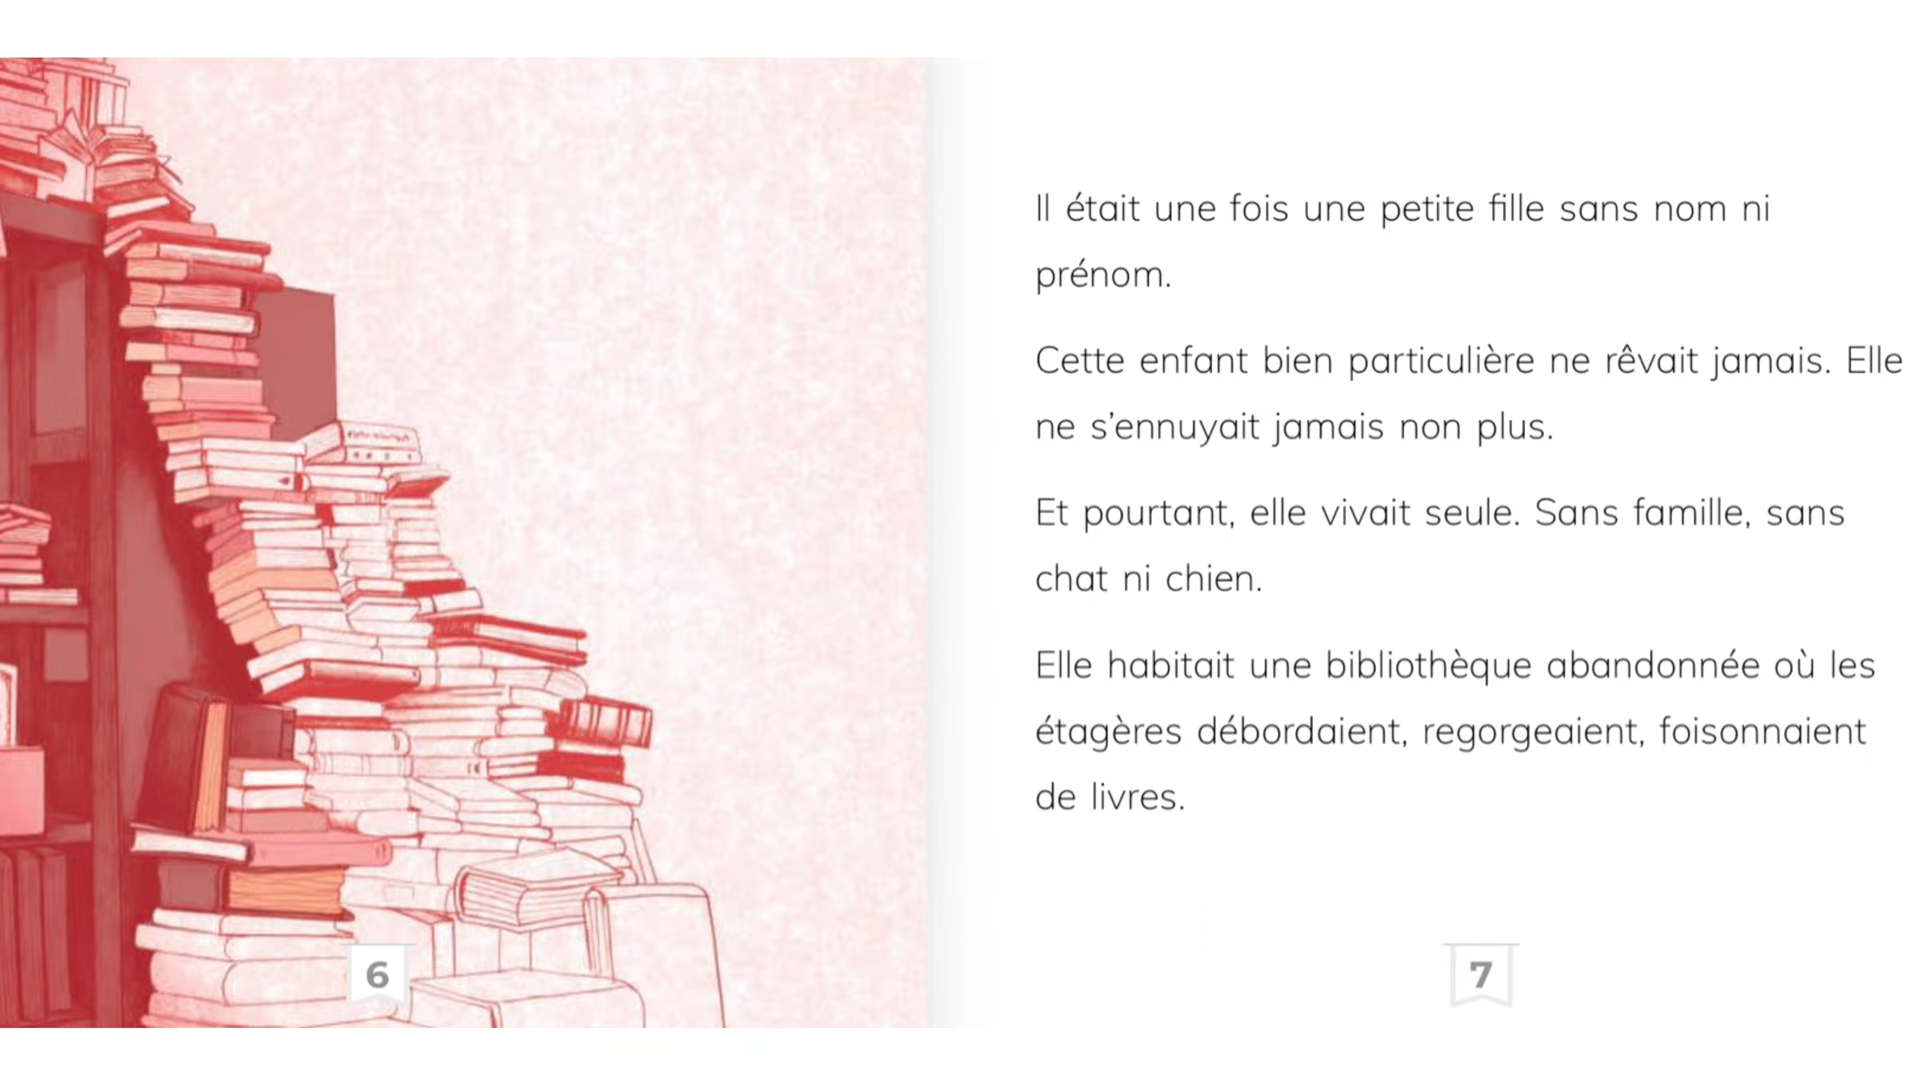 Il était une fois une petite fille sans nom ni
prénom.
Cette enfant bien particulière ne rêvait jamais. Elle
ne s’ennuyait jamais non plus.
Et pourtant, elle vivait seule. Sans famille, sans
chat ni chien.
Elle habitait une bibliothèque abandonnée où les
étagères débordaient, regorgeaient, foisonnaient
de livres.
6
7